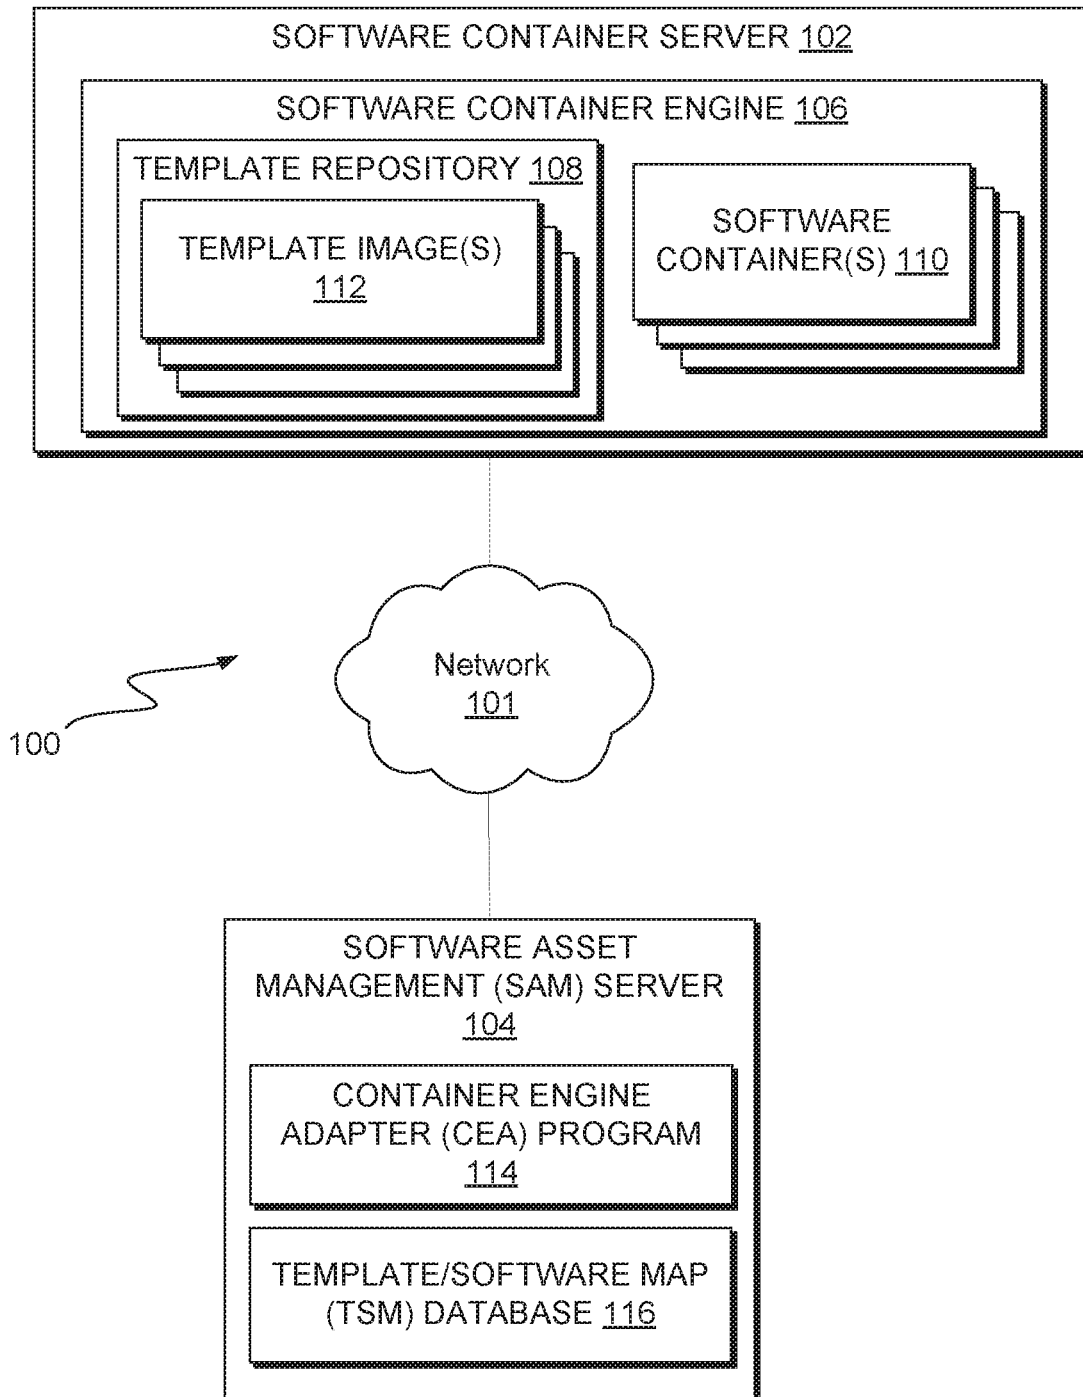 SOFTWARE CONTAINER SERVER 102
SOFTWARE CONTAINER ENGINE 106
TEMPLATE REPOSITORY 108
TEMPLATE IMAGE(S)
112
SOFTWARE
CONTAINER(S) 110
Network
101
100
SOFTWARE ASSET
MANAGEMENT (SAM) SERVER
104
CONTAINER ENGINE
ADAPTER (CEA) PROGRAM
114
TEMPLATE/SOFTWARE MAP
(TSM) DATABASE 116